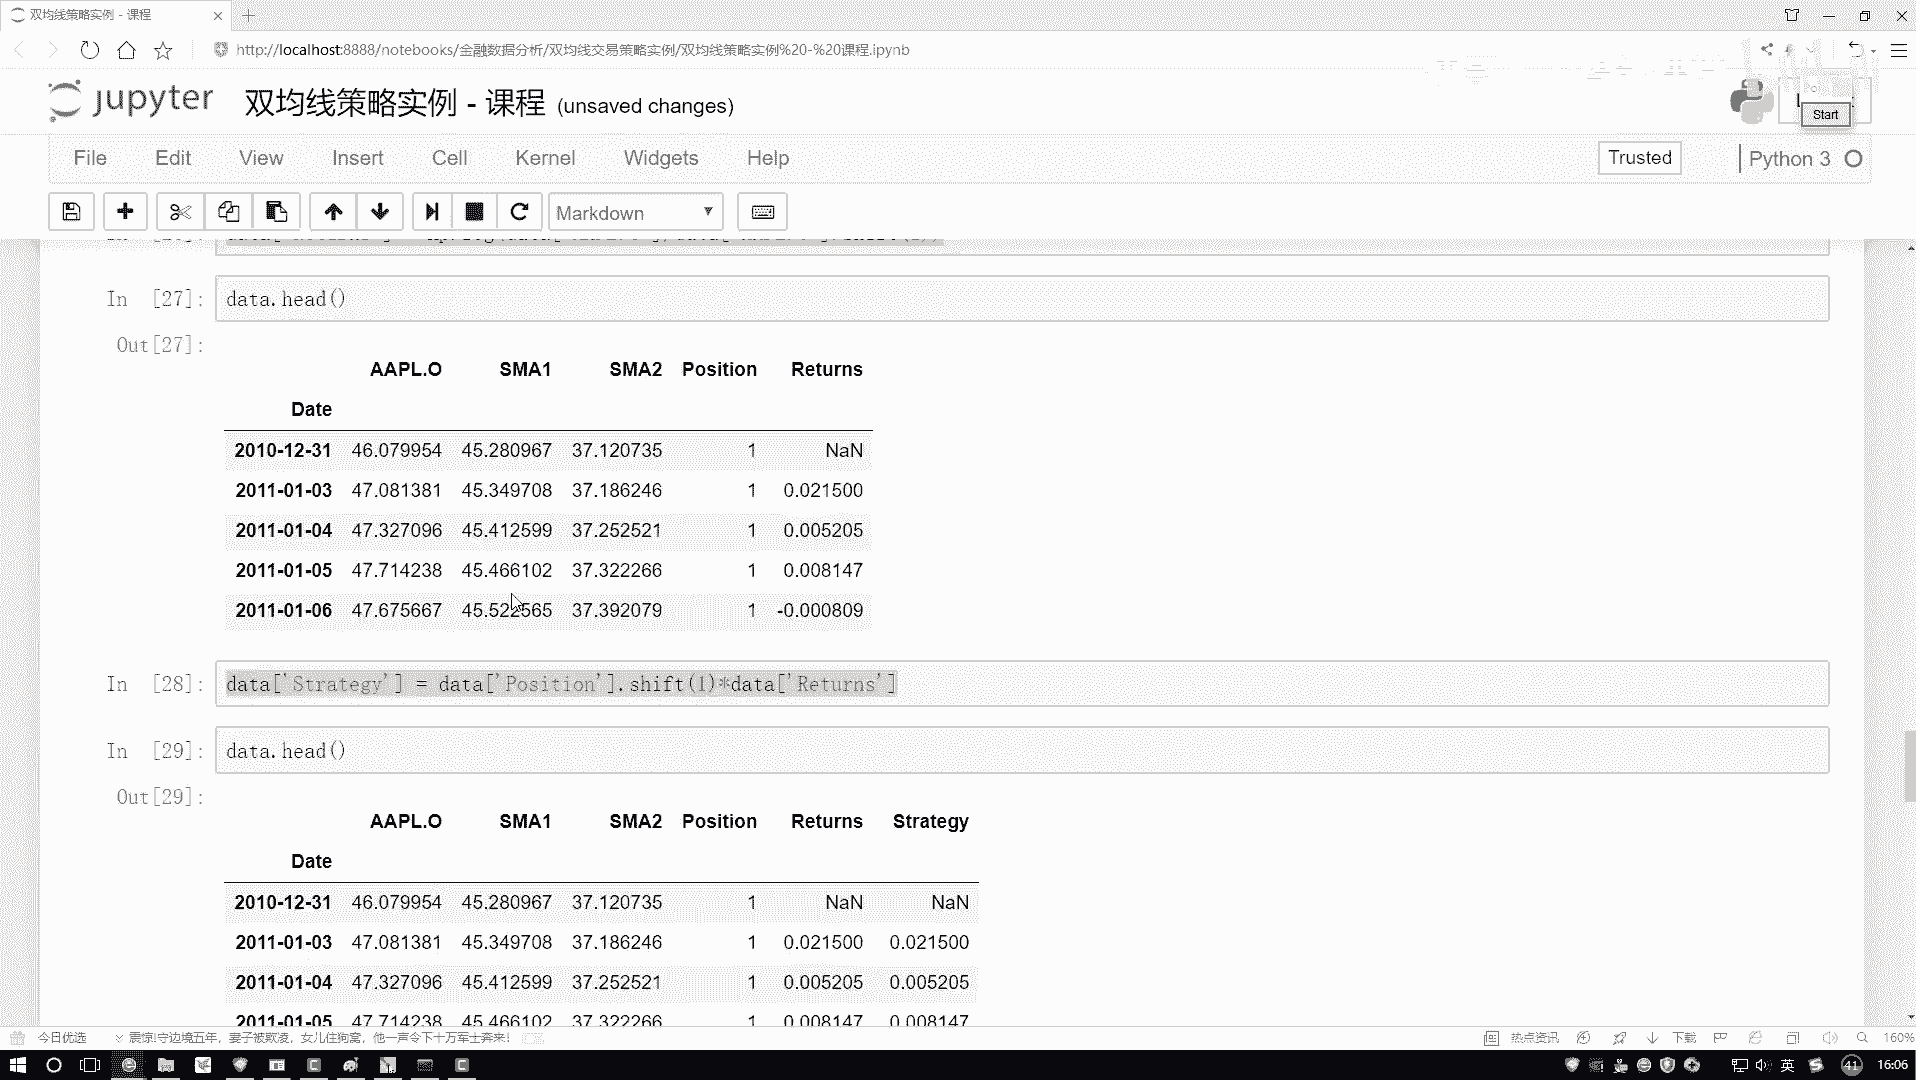 双均线策略实例 - 课程
http://localhost:8888/notebooks/金融数据分析/双均线交易策略实例/双均线策略实例%20-%20课程.ipynb
jupyter 双均线策略实例 - 课程 (unsaved changes)
Start
File Edit View Insert Cell Kernel Widgets Help Trusted Python 3
Markdown
In [27]: data.head()
Out[27]:
AAPL.O SMA1 SMA2 Position Returns
Date
2010-12-31 46.079954 45.280967 37.120735 1 NaN
2011-01-03 47.081381 45.349708 37.186246 1 0.021500
2011-01-04 47.327096 45.412599 37.252521 1 0.005205
2011-01-05 47.714238 45.466102 37.322266 1 0.008147
2011-01-06 47.675667 45.522565 37.392079 1 -0.000809
In [28]: data['Strategy'] = data['Position'].shift(1)*data['Returns']
In [29]: data.head()
Out[29]:
AAPL.O SMA1 SMA2 Position Returns Strategy
Date
2010-12-31 46.079954 45.280967 37.120735 1 NaN NaN
2011-01-03 47.081381 45.349708 37.186246 1 0.021500 0.021500
2011-01-04 47.327096 45.412599 37.252521 1 0.005205 0.005205
2011-01-05 47.714238 45.466102 37.322266 1 0.008147 0.008147
今日优选 震惊!守边境五年，妻子被欺凌，女儿住狗窝，他一声令下十万军士奔来! 热点资讯 下载 160%
英 41 16:06